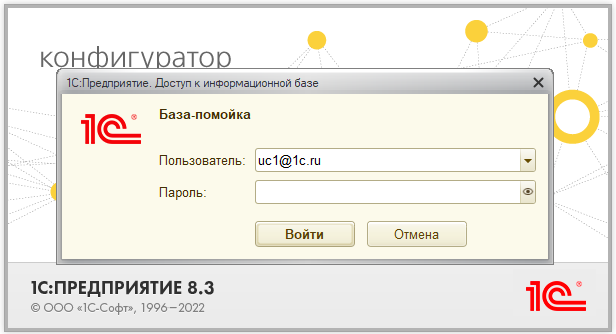 конфигуратор
1С:Предприятие. Доступ к информационной базе
1С®
База-помойка
Пользователь: uc1@1c.ru
Пароль:
Войти Отмена
1С:ПРЕДПРИЯТИЕ 8.3
© ООО «1С-Софт», 1996–2022
1С®